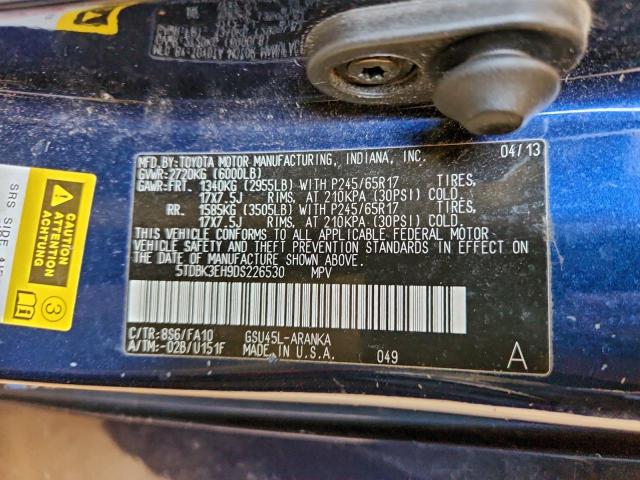 MFD. BY: TOYOTA MOTOR MANUFACTURING, INDIANA, INC. 04/13
GVWR: 2720KG (6000LB)
GAWR: FRT. 1340KG (2955LB) WITH P245/65R17 TIRES,
17X7.5J RIMS, AT 210KPA (30PSI) COLD.
RR. 1585KG (3505LB) WITH P245/65R17 TIRES,
17X7.5J RIMS, AT 210KPA (30PSI) COLD.
THIS VEHICLE CONFORMS TO ALL APPLICABLE FEDERAL MOTOR
VEHICLE SAFETY AND THEFT PREVENTION STANDARDS IN EFFECT ON
THE DATE OF MANUFACTURE SHOWN ABOVE.
5TDBK3EH9DS226530 MPV
C/TR: 8S6/FA10 GSU45L-ARANKA
A/TM: -02B/U151F MADE IN U.S.A. 049 A
SRS SIDE
CAUTION
ATTENTION
ACHTUNG